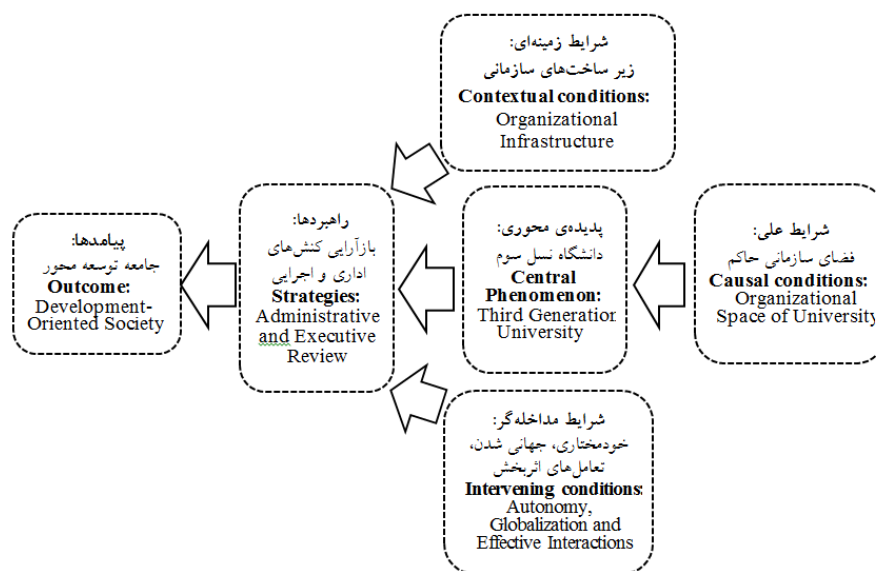 شرایط زمینه‌ای:
زیر ساخت‌های سازمانی
Contextual conditions:
Organizational
Infrastructure
شرایط علی:
فضای سازمانی حاکم
Causal conditions:
Organizational
Space of University
پدیده‌ی محوری:
دانشگاه نسل سوم
Central
Phenomenon:
Third Generation
University
راهبردها:
بازآرایی کنش‌های
اداری و اجرایی
Strategies:
Administrative
and Executive
Review
پیامدها:
جامعه توسعه محور
Outcome:
Development-
Oriented Society
شرایط مداخله‌گر:
خودمختاری، جهانی شدن،
تعامل‌های اثربخش
Intervening conditions:
Autonomy,
Globalization and
Effective Interactions